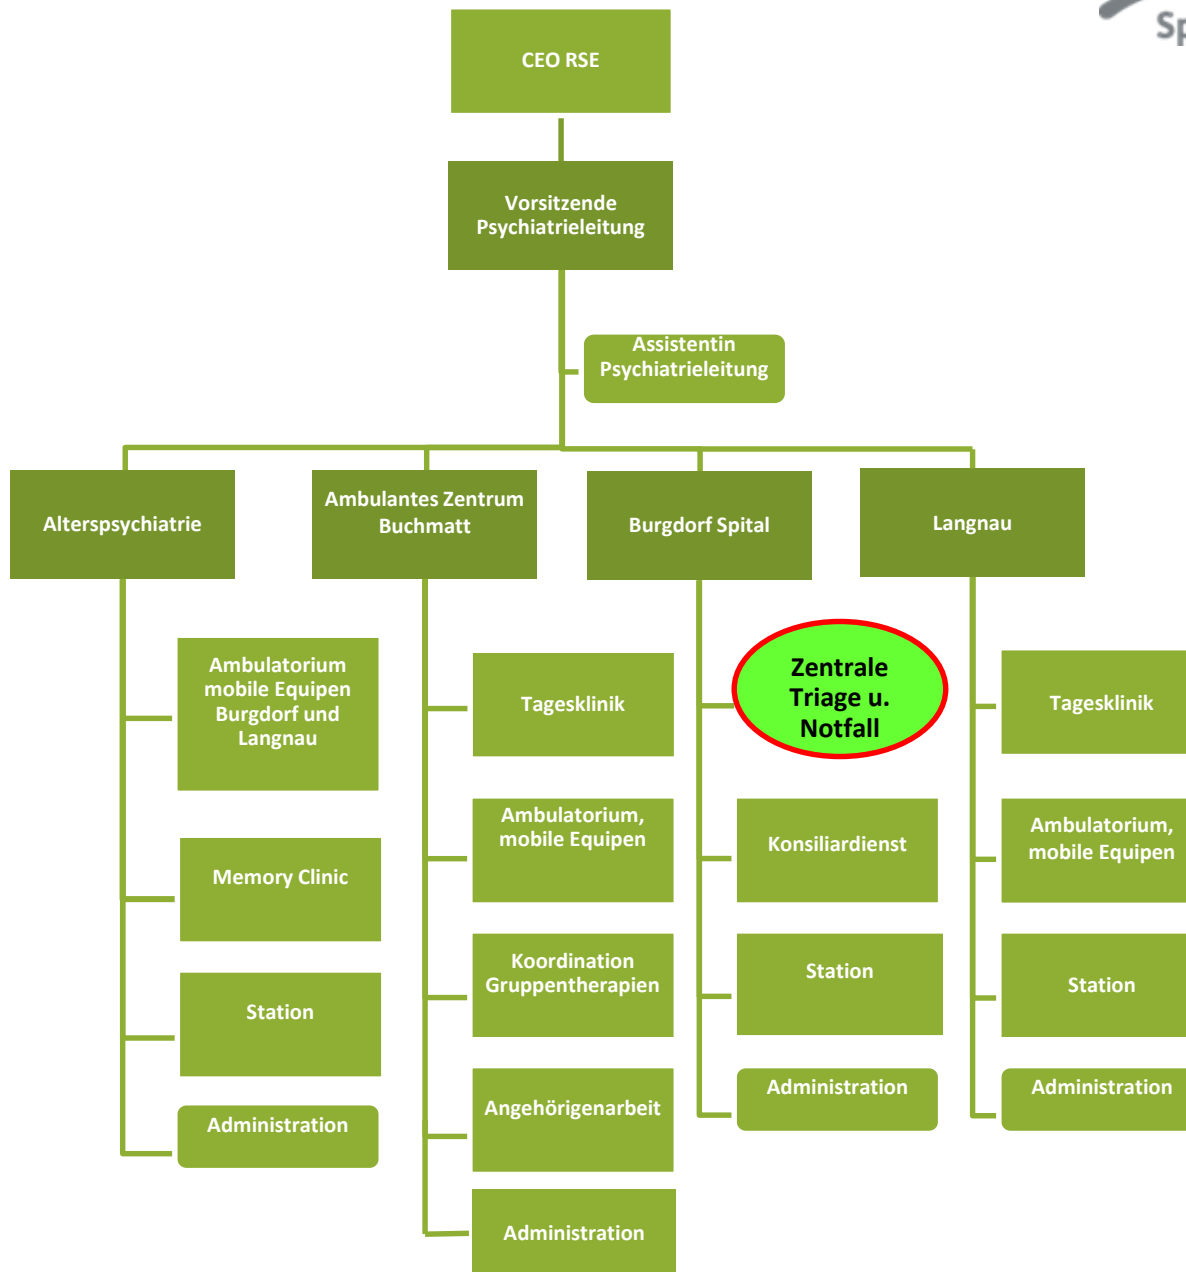 CEO RSE
Vorsitzende
Psychiatrieleitung
Assistentin
Psychiatrieleitung
Alterspsychiatrie
Ambulantes Zentrum
Buchmatt
Burgdorf Spital
Langnau
Ambulatorium
mobile Equipen
Burgdorf und
Langnau
Memory Clinic
Station
Administration
Tagesklinik
Ambulatorium,
mobile Equipen
Koordination
Gruppentherapien
Angehörigenarbeit
Administration
Zentrale
Triage u.
Notfall
Konsiliardienst
Station
Administration
Tagesklinik
Ambulatorium,
mobile Equipen
Station
Administration